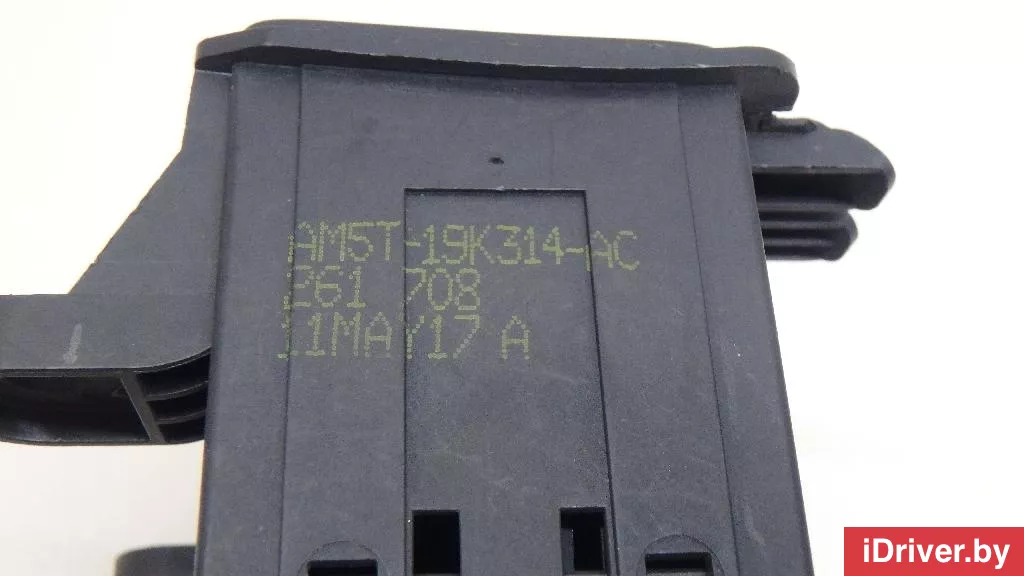 AM5T-19K314-AC
261 708
11MAY17 A
iDriver.by